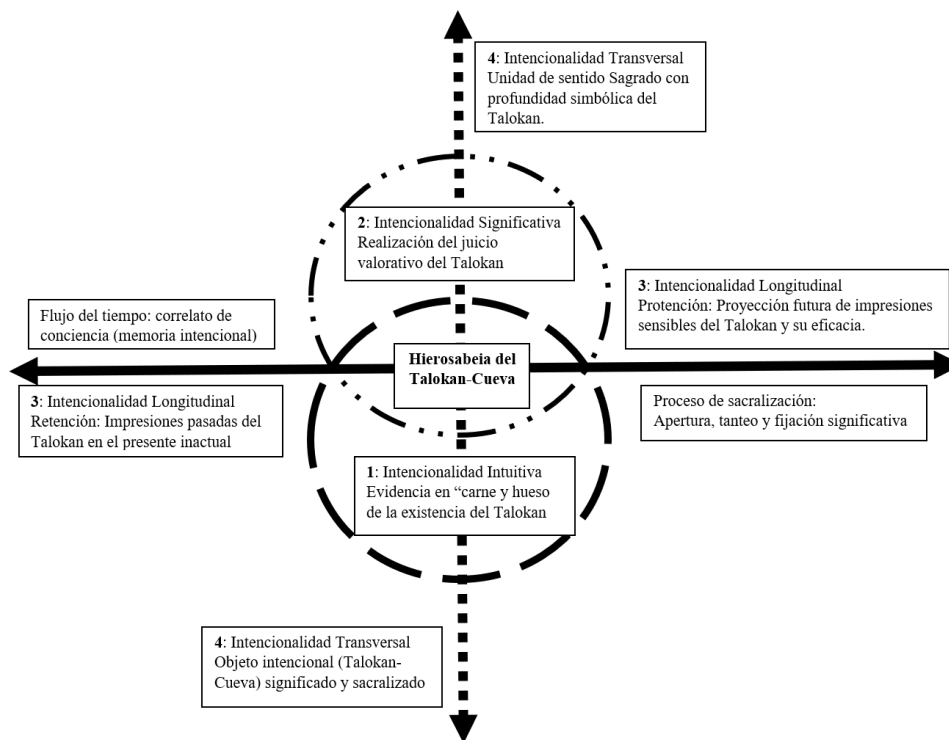 4: Intencionalidad Transversal
Unidad de sentido Sagrado con
profundidad simbólica del
Talokan.
2: Intencionalidad Significativa
Realización del juicio
valorativo del Talokan
3: Intencionalidad Longitudinal
Protención: Proyección futura de impresiones
sensibles del Talokan y su eficacia.
Flujo del tiempo: correlato de
conciencia (memoria intencional)
Hierosabeia del
Talokan-Cueva
3: Intencionalidad Longitudinal
Retención: Impresiones pasadas del
Talokan en el presente inactual
Proceso de sacralización:
Apertura, tanteo y fijación significativa
1: Intencionalidad Intuitiva
Evidencia en “carne y hueso
de la existencia del Talokan
4: Intencionalidad Transversal
Objeto intencional (Talokan-
Cueva) significado y sacralizado